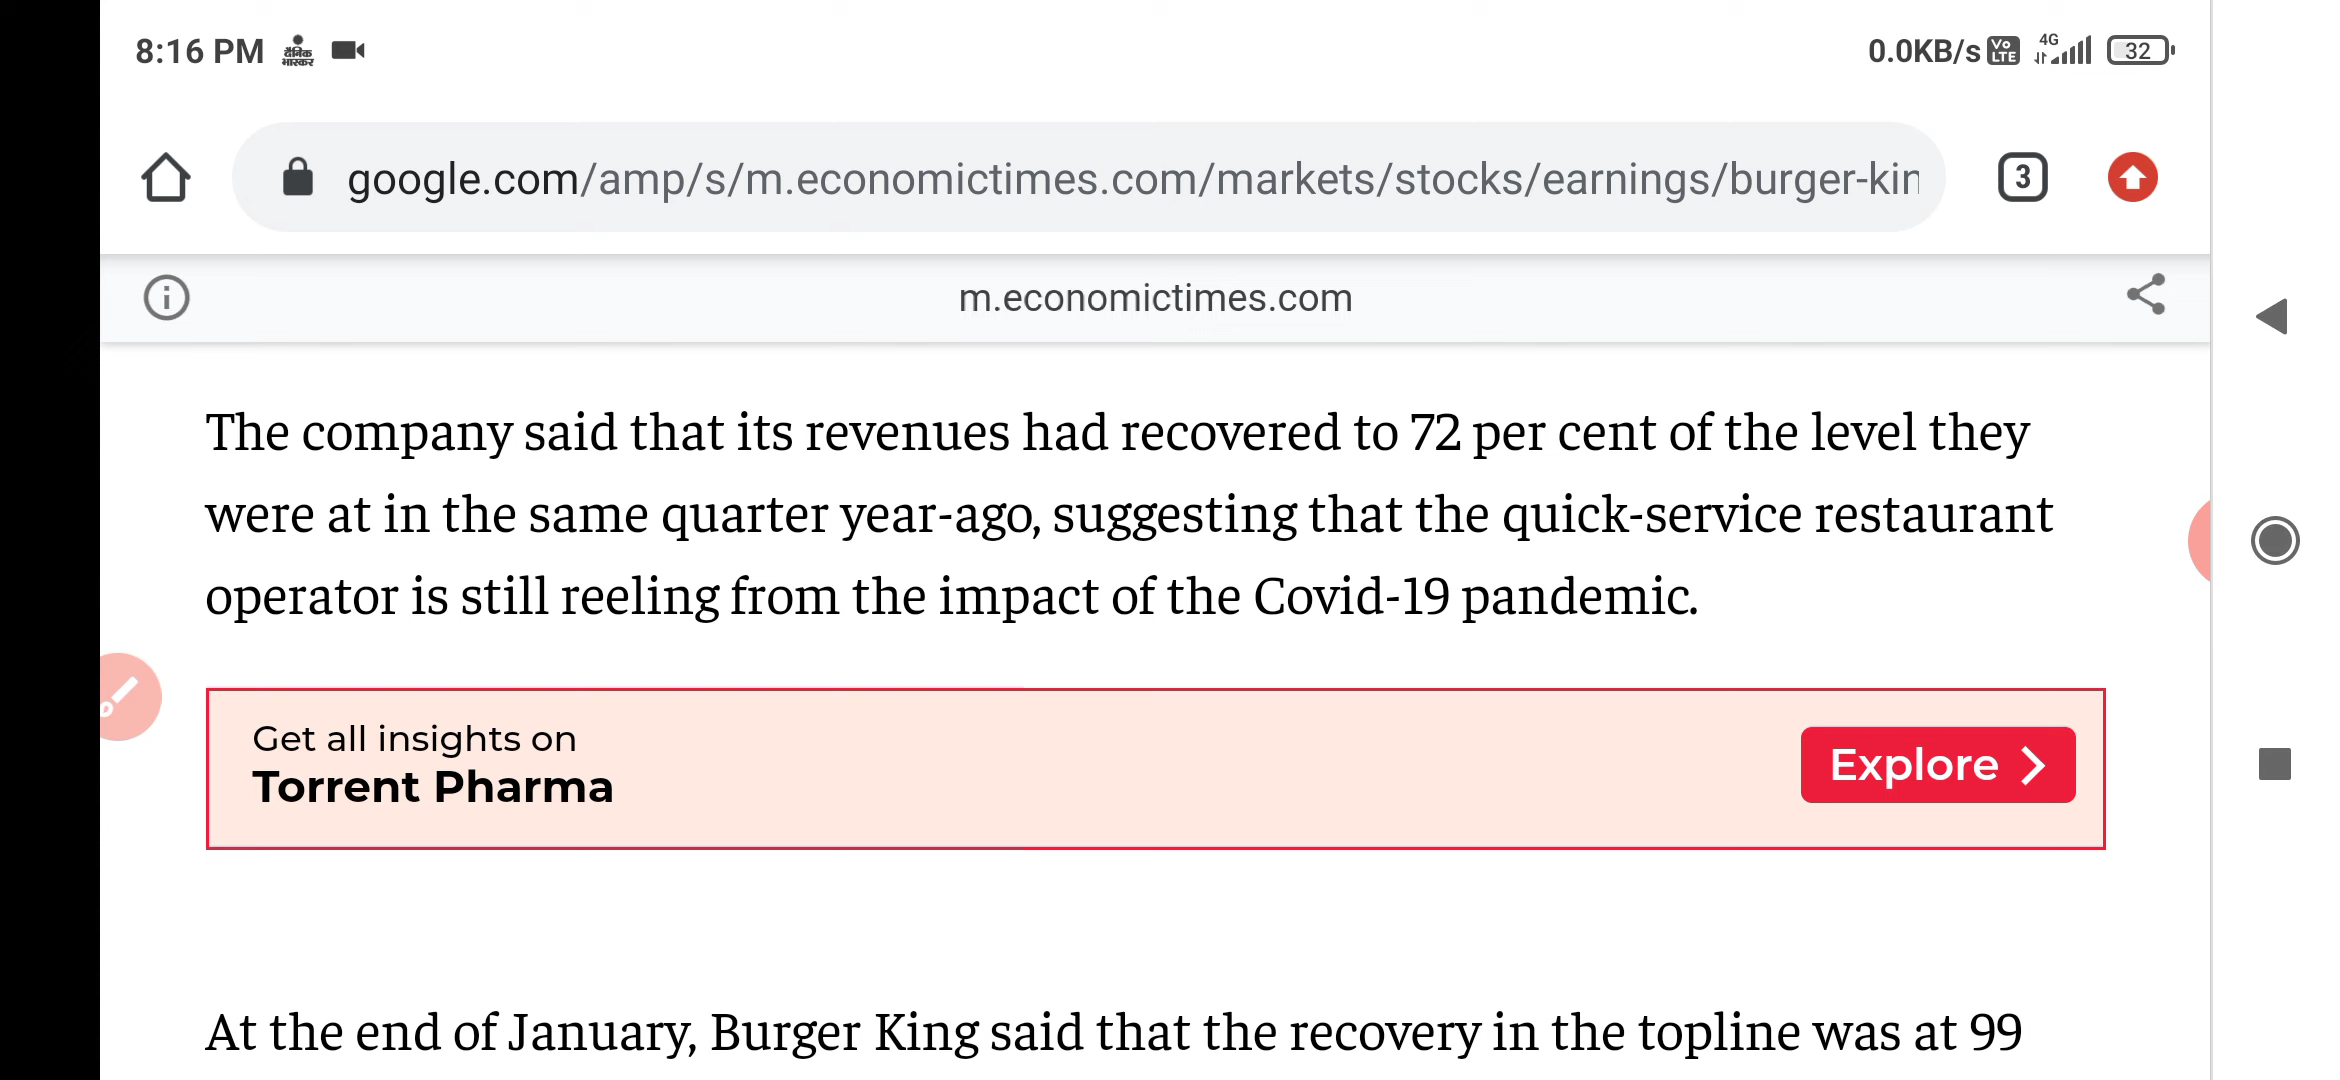 8:16 PM दैनिक भास्कर 0.0KB/s Vo LTE 4G 32
google.com/amp/s/m.economictimes.com/markets/stocks/earnings/burger-kin 3
m.economictimes.com
The company said that its revenues had recovered to 72 per cent of the level they
were at in the same quarter year-ago, suggesting that the quick-service restaurant
operator is still reeling from the impact of the Covid-19 pandemic.
Get all insights on
Torrent Pharma
Explore
At the end of January, Burger King said that the recovery in the topline was at 99